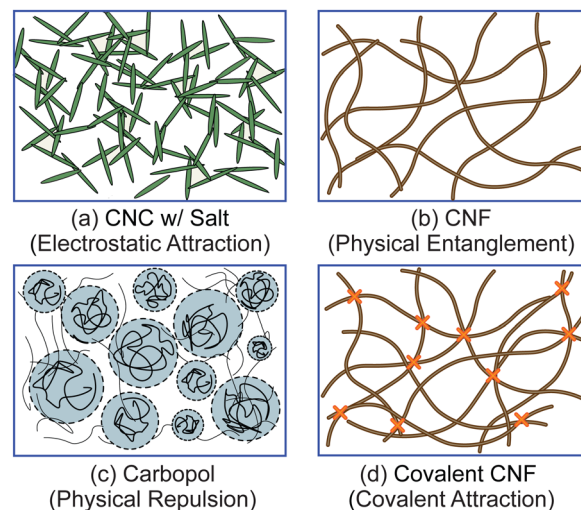 (a) CNC w/ Salt
(Electrostatic Attraction)
(b) CNF
(Physical Entanglement)
(c) Carbopol
(Physical Repulsion)
(d) Covalent CNF
(Covalent Attraction)